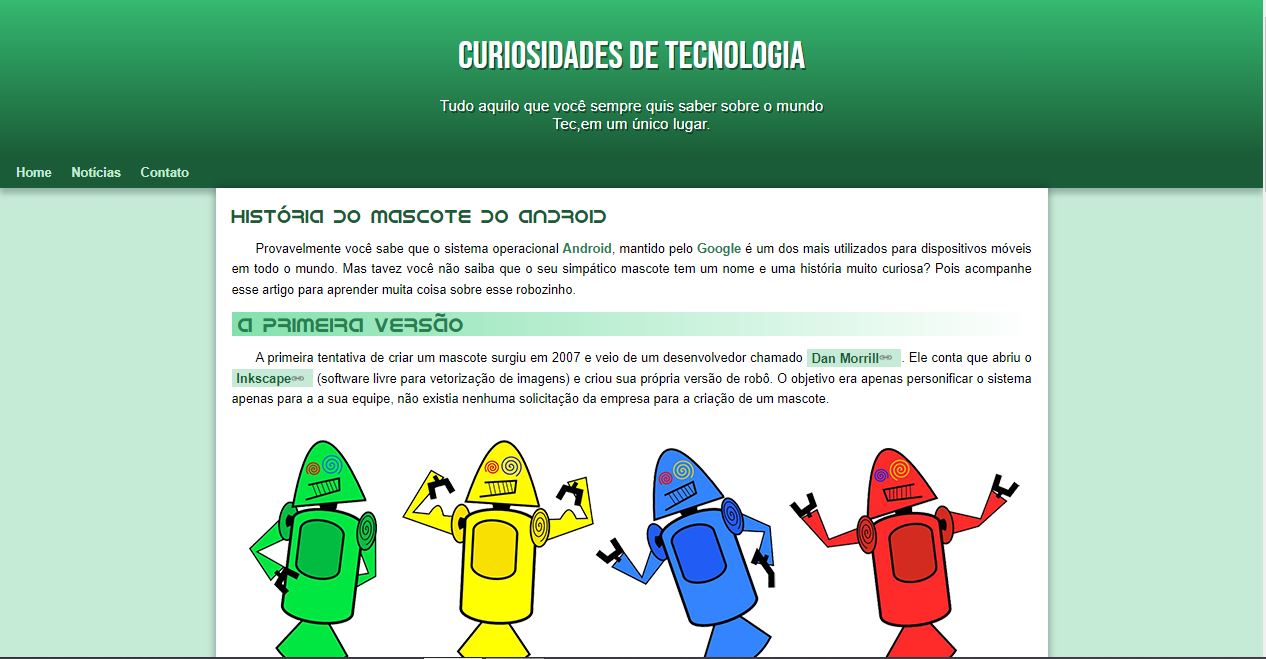 CURIOSIDADES DE TECNOLOGIA
Tudo aquilo que você sempre quis saber sobre o mundo
Tec,em um único lugar.
Home Notícias Contato
HISTÓRIA DO MASCOTE DO ANDROID
Provavelmente você sabe que o sistema operacional Android, mantido pelo Google é um dos mais utilizados para dispositivos móveis
em todo o mundo. Mas tavez você não saiba que o seu simpático mascote tem um nome e uma história muito curiosa? Pois acompanhe
esse artigo para aprender muita coisa sobre esse robozinho.
A PRIMEIRA VERSÃO
A primeira tentativa de criar um mascote surgiu em 2007 e veio de um desenvolvedor chamado Dan Morrill. Ele conta que abriu o
Inkscape (software livre para vetorização de imagens) e criou sua própria versão de robô. O objetivo era apenas personificar o sistema
apenas para a a sua equipe, não existia nenhuma solicitação da empresa para a criação de um mascote.